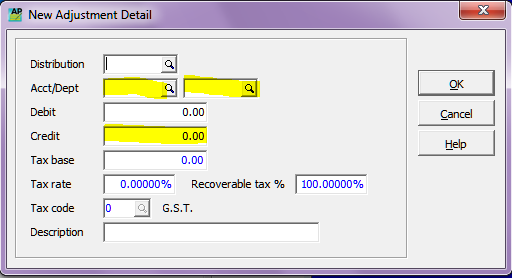 AP New Adjustment Detail
Distribution
Acct/Dept
Debit 0.00
Credit 0.00
Tax base 0.00
Tax rate 0.00000% Recoverable tax % 100.00000%
Tax code 0 G.S.T.
Description
OK
Cancel
Help